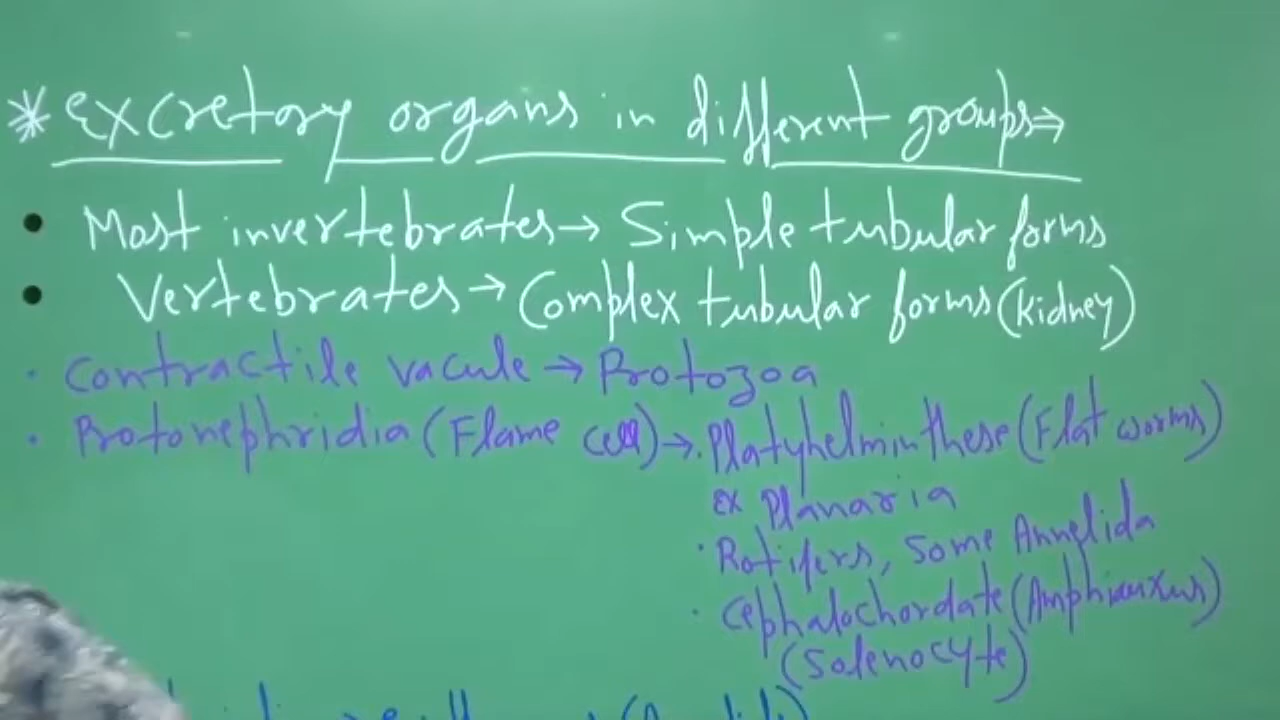 * Excretory organs in different groups⇒
• Most invertebrates → Simple tubular forms
• Vertebrates → Complex tubular forms (kidney)
• Contractile vacule → Protozoa
• Protonephridia (Flame cell) → • Platyhelminthese (Flat worms)
ex Planaria
• Rotifers, Some Annelida
• Cephalochordate (Amphiauxus)
(Solenocyte)